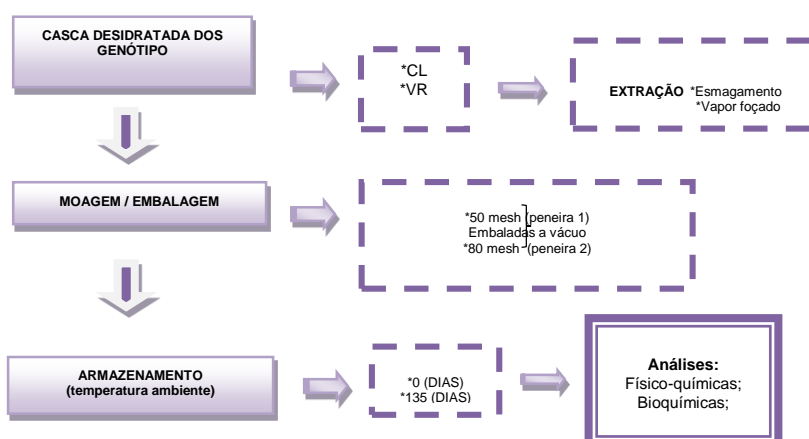 CASCA DESIDRATADA DOS
GENÓTIPO
*CL
*VR
EXTRAÇÃO *Esmagamento
*Vapor foçado
MOAGEM / EMBALAGEM
*50 mesh (peneira 1)
Embaladas a vácuo
*80 mesh (peneira 2)
ARMAZENAMENTO
(temperatura ambiente)
*0 (DIAS)
*135 (DIAS)
Análises:
Físico-químicas;
Bioquímicas;